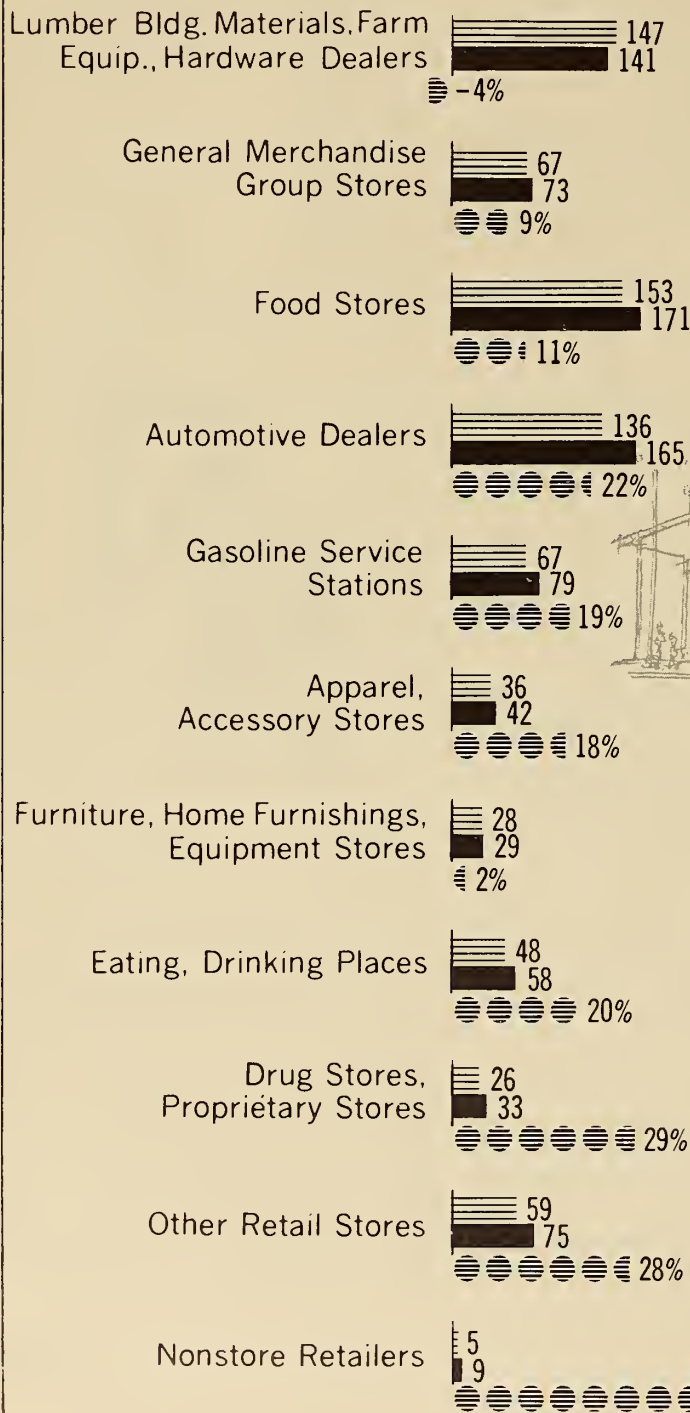 Lumber Bldg. Materials, Farm
Equip., Hardware Dealers
147
141
-4%
General Merchandise
Group Stores
67
73
9%
Food Stores
153
171
11%
Automotive Dealers
136
165
22%
Gasoline Service
Stations
67
79
19%
Apparel,
Accessory Stores
36
42
18%
Furniture, Home Furnishings,
Equipment Stores
28
29
2%
Eating, Drinking Places
48
58
20%
Drug Stores,
Proprietary Stores
26
33
29%
Other Retail Stores
59
75
28%
Nonstore Retailers
5
9